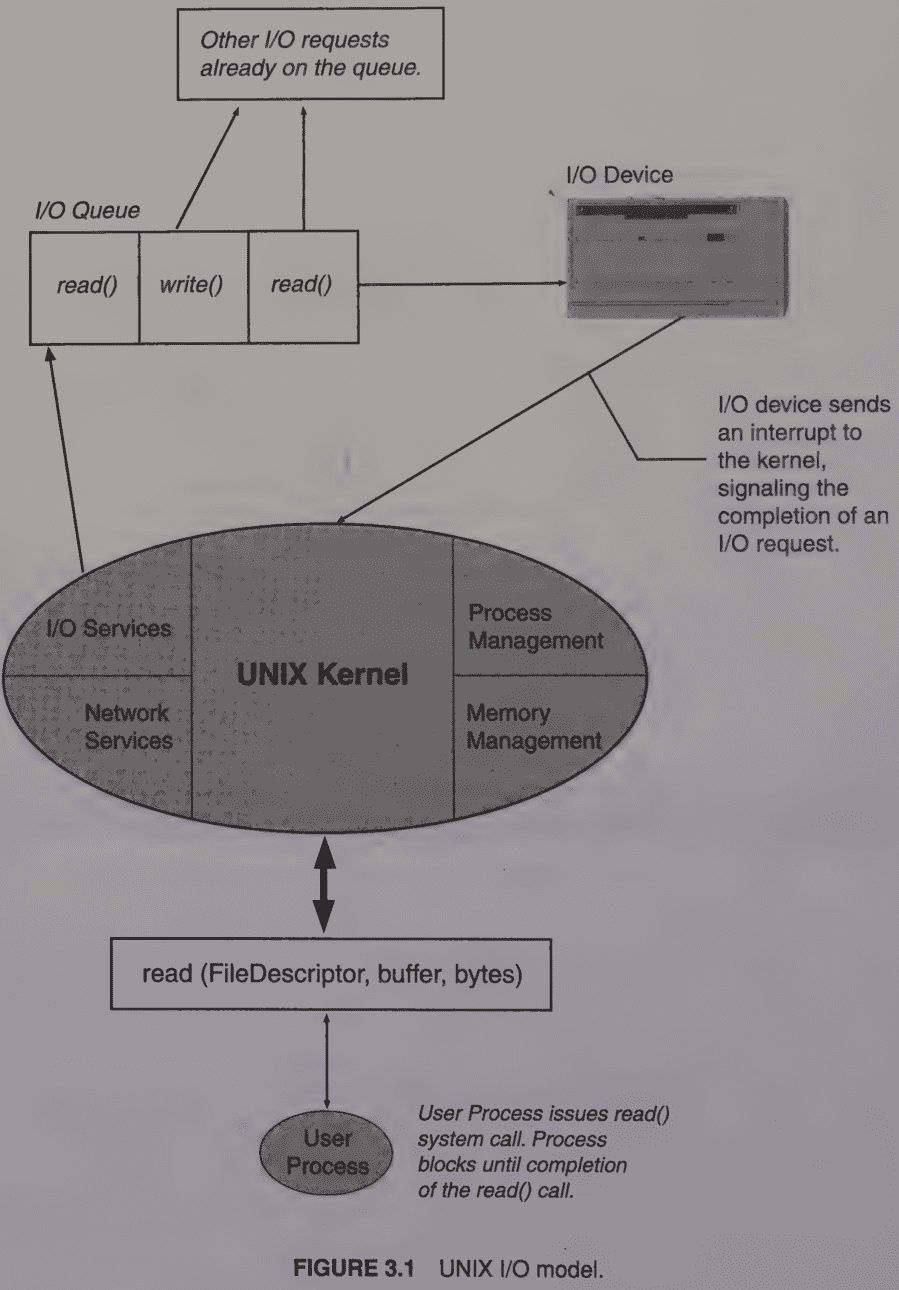 Other I/O requests
already on the queue.
I/O Device
I/O Queue
read()
write()
read()
I/O device sends
an interrupt to
the kernel,
signaling the
completion of an
I/O request.
I/O Services
UNIX Kernel
Process
Management
Network
Services
Memory
Management
read (FileDescriptor, buffer, bytes)
User
Process
User Process issues read()
system call. Process
blocks until completion
of the read() call.
FIGURE 3.1 UNIX I/O model.